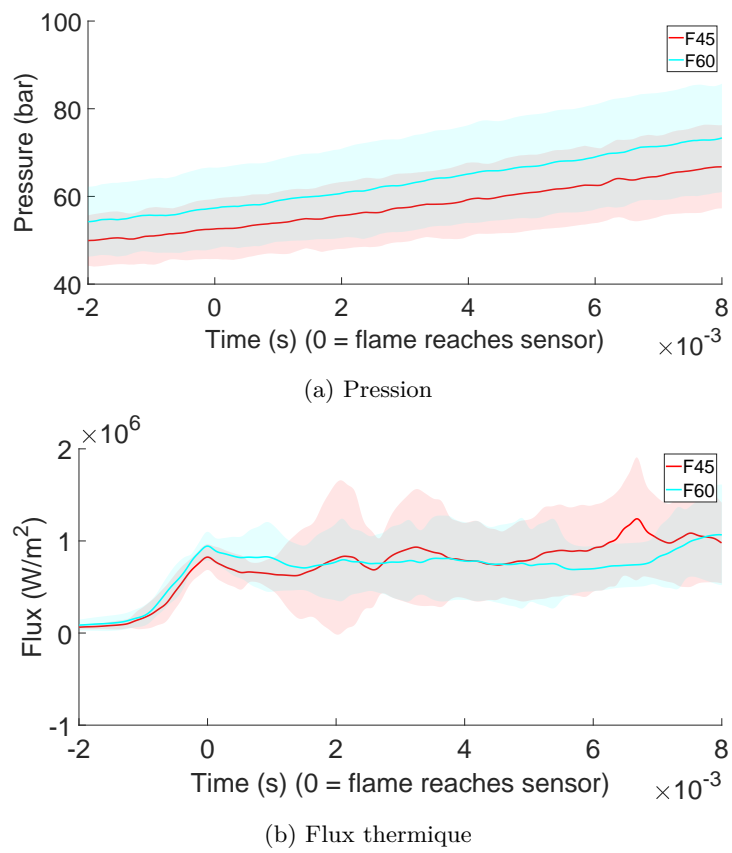 100
80
60
40
Pressure (bar)
F45
F60
-2 0 2 4 6 8
Time (s) (0 = flame reaches sensor)
×10⁻³
(a) Pression
×10⁶
2
1
0
-1
Flux (W/m²)
F45
F60
-2 0 2 4 6 8
Time (s) (0 = flame reaches sensor)
×10⁻³
(b) Flux thermique